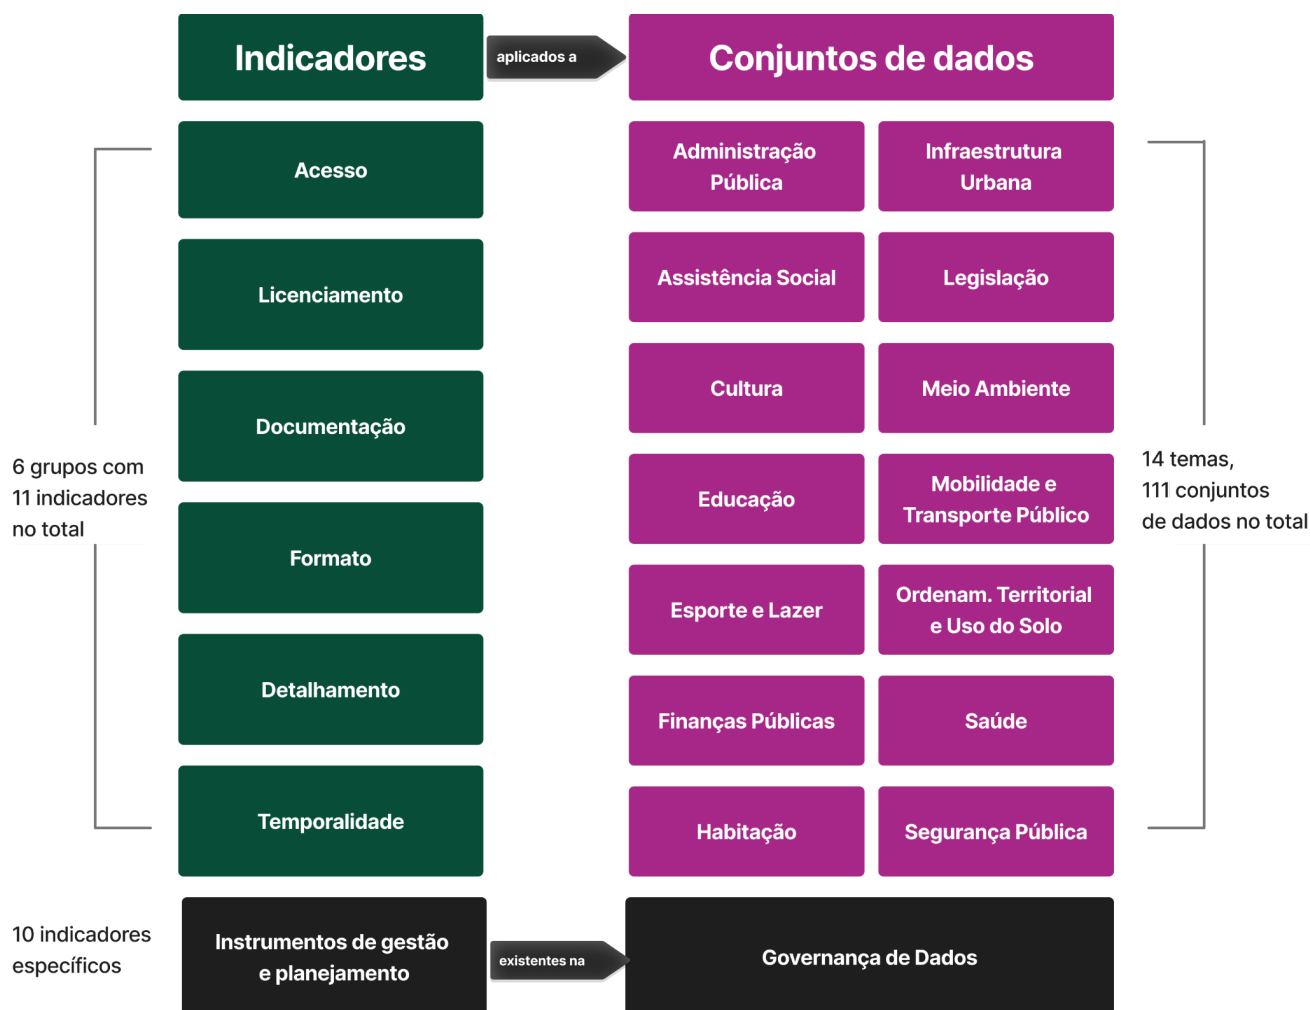 Indicadores
aplicados a
Conjuntos de dados
6 grupos com
11 indicadores
no total
Acesso
Licenciamento
Documentação
Formato
Detalhamento
Temporalidade
Administração
Pública
Infraestrutura
Urbana
Assistência Social
Legislação
Cultura
Meio Ambiente
Educação
Mobilidade e
Transporte Público
Esporte e Lazer
Ordenam. Territorial
e Uso do Solo
Finanças Públicas
Saúde
Habitação
Segurança Pública
14 temas,
111 conjuntos
de dados no total
10 indicadores
específicos
Instrumentos de gestão
e planejamento
existentes na
Governança de Dados